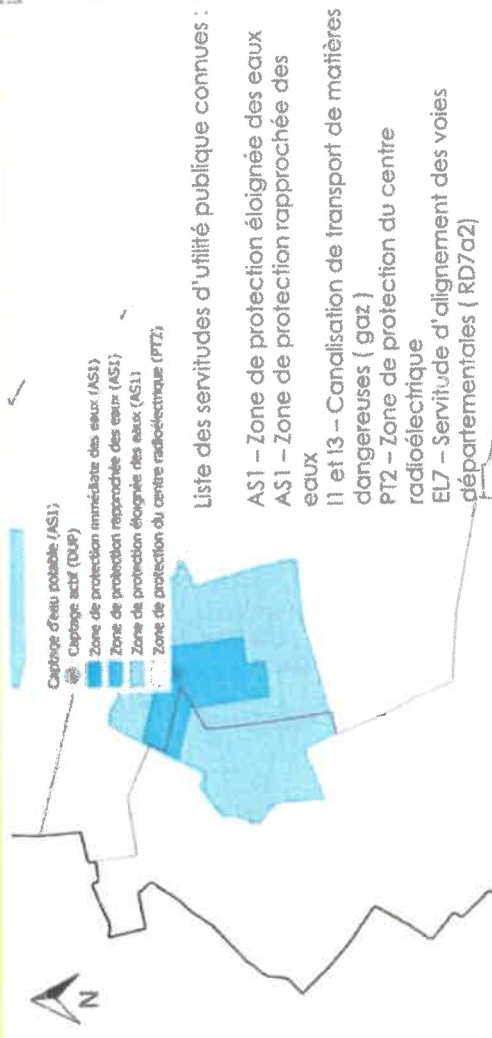 Captage d'eau potable (AS1)
Captage actif (DUP)
Zone de protection immédiate des eaux (AS1)
Zone de protection rapprochée des eaux (AS1)
Zone de protection éloignée des eaux (AS1)
Zone de protection du centre radioélectrique (PT2)
Liste des servitudes d'utilité publique connues :
AS1 – Zone de protection éloignée des eaux
AS1 – Zone de protection rapprochée des
eaux
I1 et I3 – Canalisation de transport de matières
dangereuses ( gaz )
PT2 – Zone de protection du centre
radioélectrique
EL7 – Servitude d'alignement des voies
départementales ( RD7a2)
N